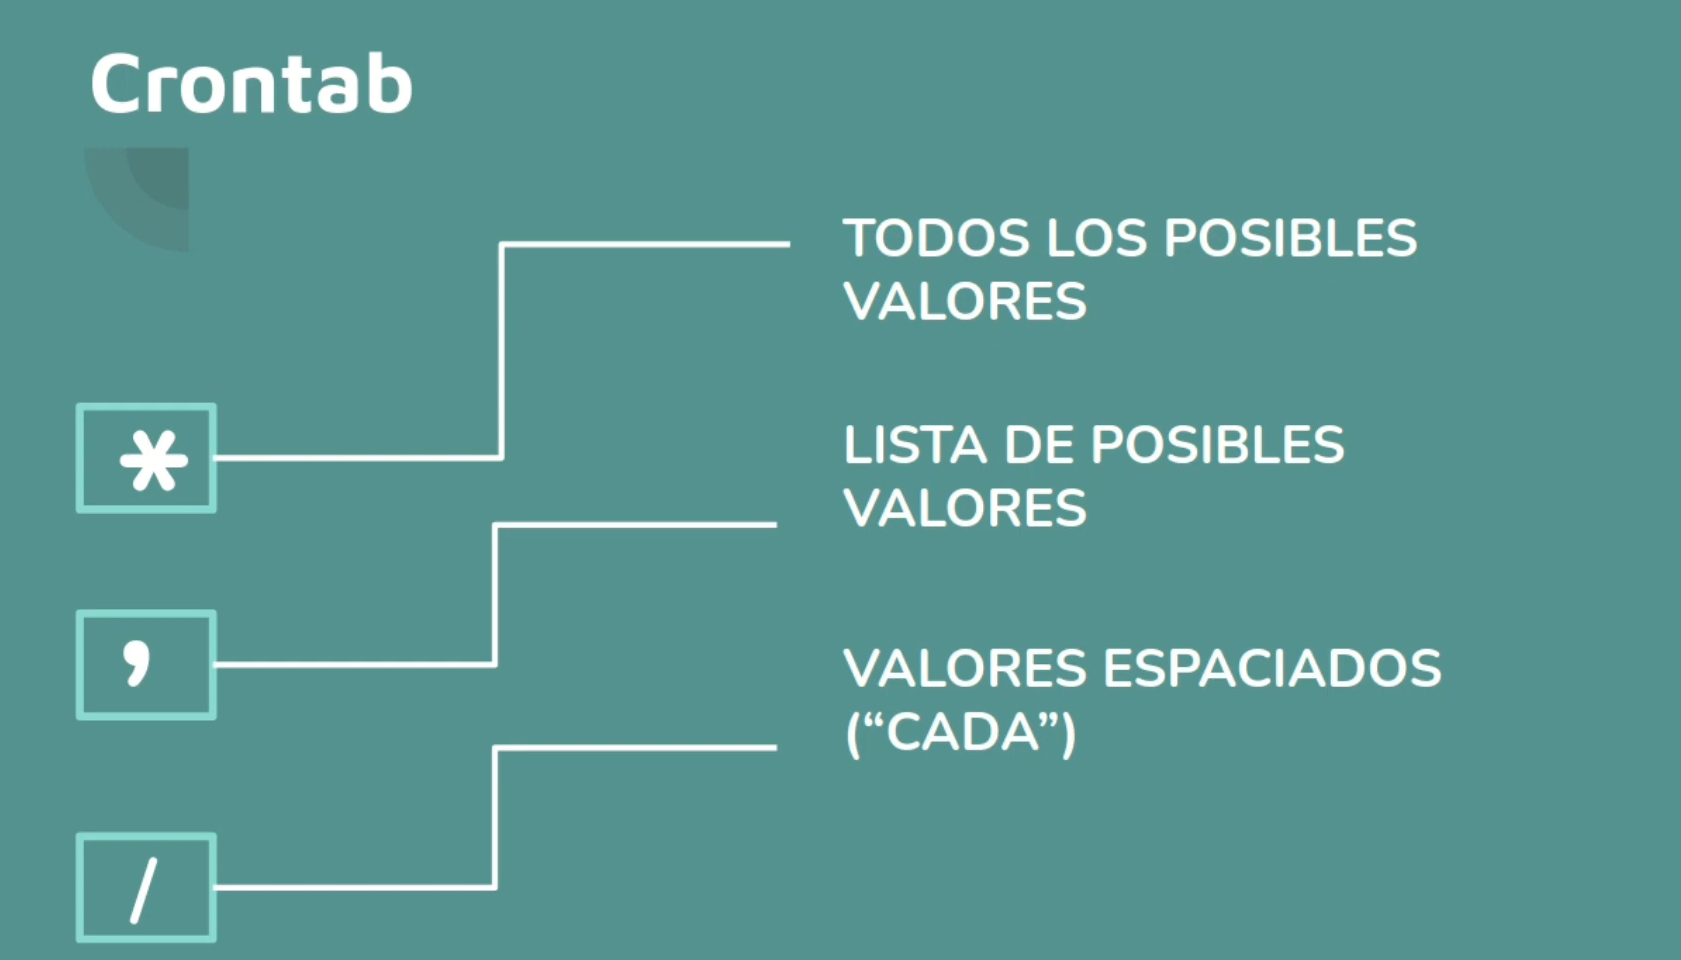 Crontab
*
TODOS LOS POSIBLES
VALORES
,
LISTA DE POSIBLES
VALORES
/
VALORES ESPACIADOS
(“CADA”)